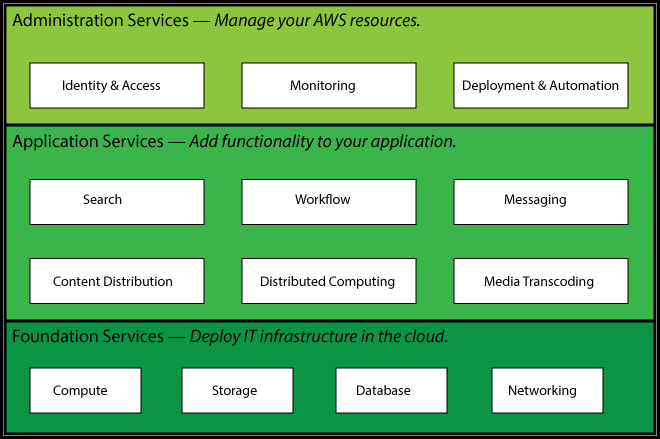 Administration Services — Manage your AWS resources.
Identity & Access
Monitoring
Deployment & Automation
Application Services — Add functionality to your application.
Search
Workflow
Messaging
Content Distribution
Distributed Computing
Media Transcoding
Foundation Services — Deploy IT infrastructure in the cloud.
Compute
Storage
Database
Networking